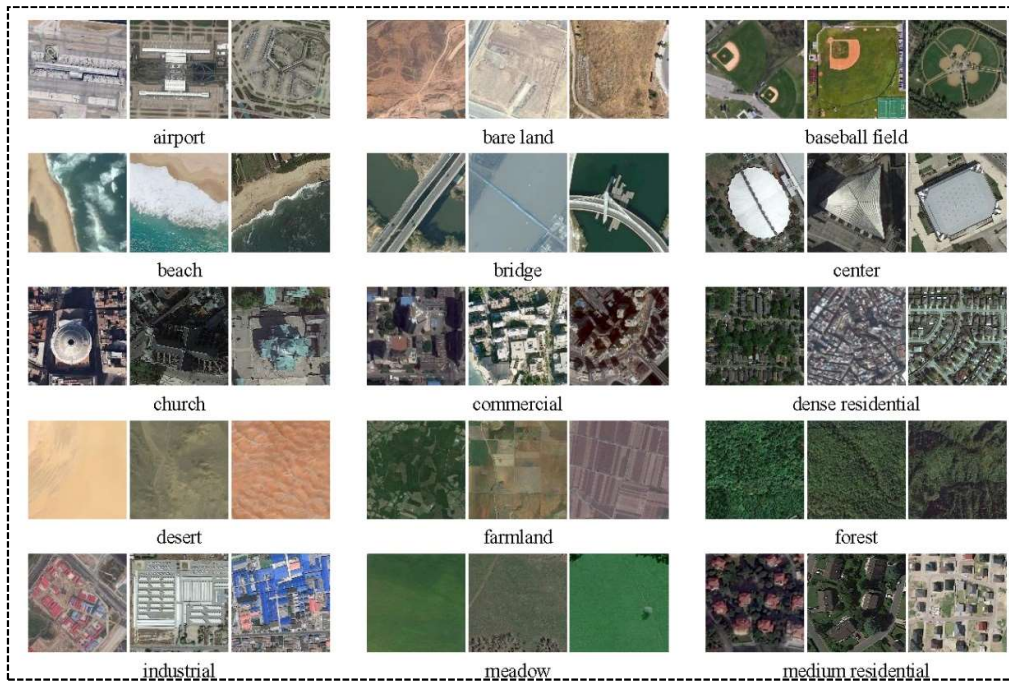 airport
bare land
baseball field
beach
bridge
center
church
commercial
dense residential
desert
farmland
forest
industrial
meadow
medium residential